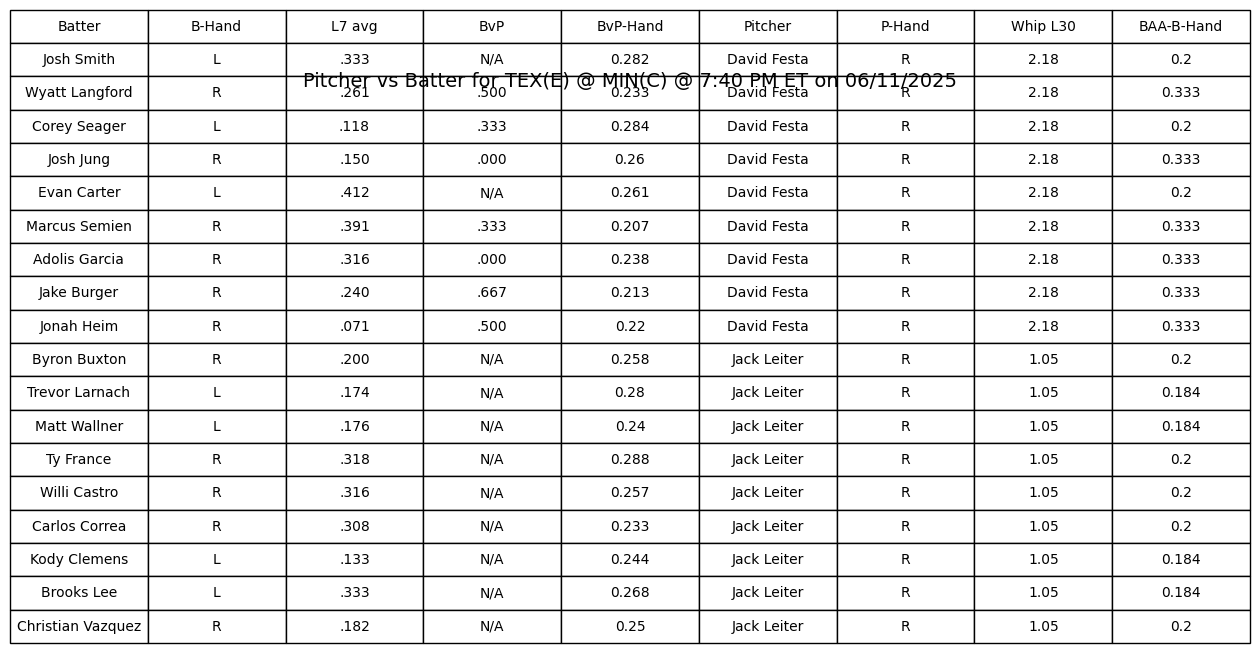 Batter B-Hand L7 avg BvP BvP-Hand Pitcher P-Hand Whip L30 BAA-B-Hand
Josh Smith L .333 N/A 0.282 David Festa R 2.18 0.2
Pitcher vs Batter for TEX(E) @ MIN(C) @ 7:40 PM ET on 06/11/2025
Wyatt Langford R .261 .500 0.233 David Festa R 2.18 0.333
Corey Seager L .118 .333 0.284 David Festa R 2.18 0.2
Josh Jung R .150 .000 0.26 David Festa R 2.18 0.333
Evan Carter L .412 N/A 0.261 David Festa R 2.18 0.2
Marcus Semien R .391 .333 0.207 David Festa R 2.18 0.333
Adolis Garcia R .316 .000 0.238 David Festa R 2.18 0.333
Jake Burger R .240 .667 0.213 David Festa R 2.18 0.333
Jonah Heim R .071 .500 0.22 David Festa R 2.18 0.333
Byron Buxton R .200 N/A 0.258 Jack Leiter R 1.05 0.2
Trevor Larnach L .174 N/A 0.28 Jack Leiter R 1.05 0.184
Matt Wallner L .176 N/A 0.24 Jack Leiter R 1.05 0.184
Ty France R .318 N/A 0.288 Jack Leiter R 1.05 0.2
Willi Castro R .316 N/A 0.257 Jack Leiter R 1.05 0.2
Carlos Correa R .308 N/A 0.233 Jack Leiter R 1.05 0.2
Kody Clemens L .133 N/A 0.244 Jack Leiter R 1.05 0.184
Brooks Lee L .333 N/A 0.268 Jack Leiter R 1.05 0.184
Christian Vazquez R .182 N/A 0.25 Jack Leiter R 1.05 0.2